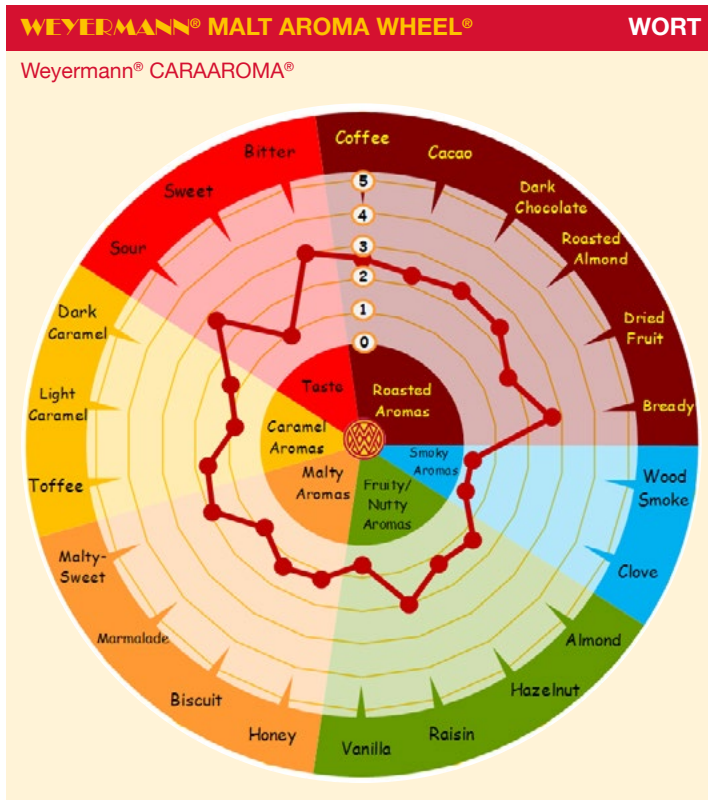 WEYERMANN® MALT AROMA WHEEL®
WORT
Weyermann® CARAAROMA®
Coffee
Cacao
Dark
Chocolate
Roasted
Almond
Dried
Fruit
Bready
Wood
Smoke
Clove
Almond
Hazelnut
Raisin
Vanilla
Honey
Biscuit
Marmalade
Malty-
Sweet
Toffee
Light
Caramel
Dark
Caramel
Sour
Sweet
Bitter
5
4
3
2
1
0
Taste
Roasted
Aromas
Caramel
Aromas
Smoky
Aromas
Malty
Aromas
Fruity/
Nutty
Aromas